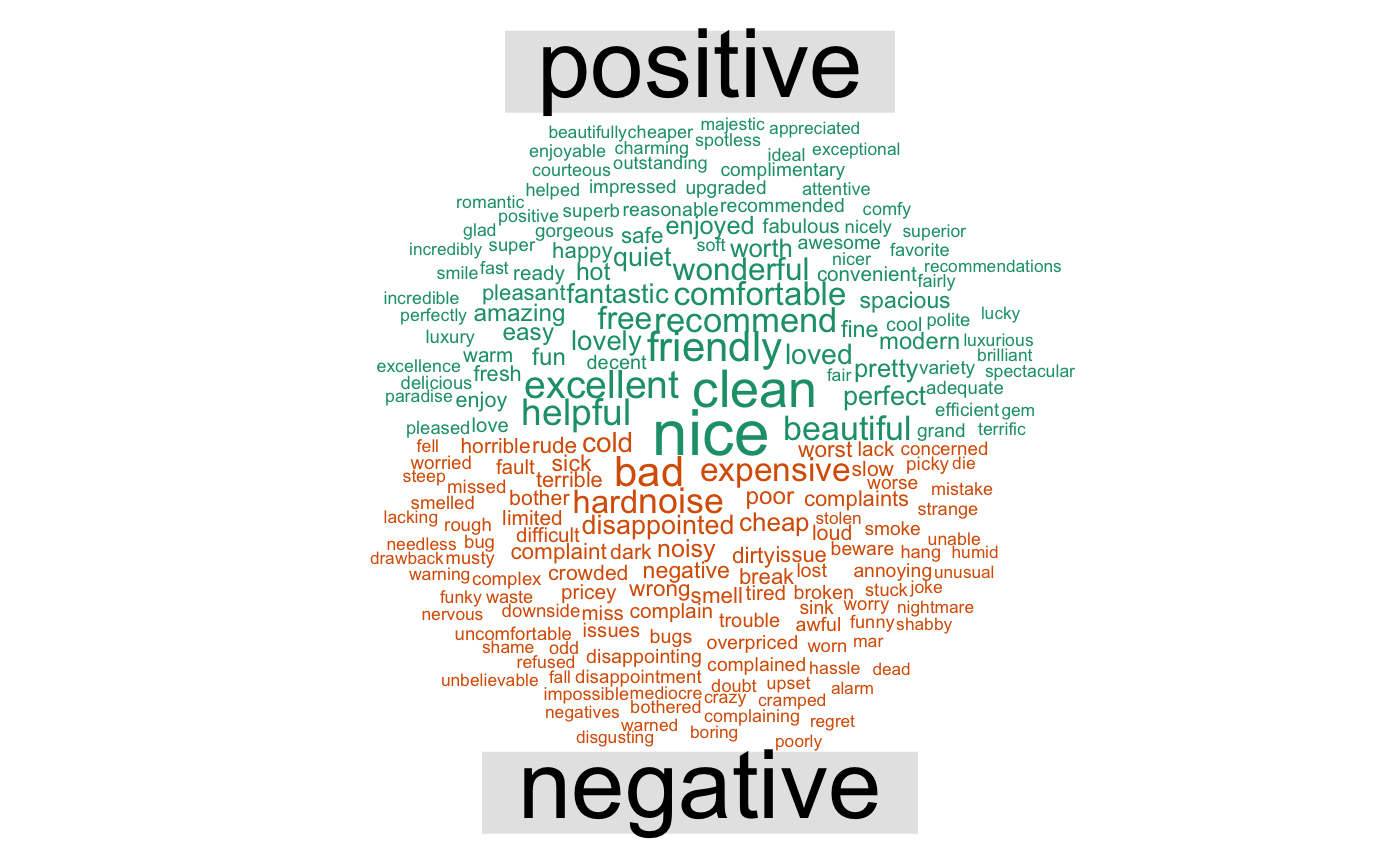 positive
majestic
beautifully cheaper appreciated
spotless
charming
enjoyable ideal exceptional
outstanding
courteous complimentary
helped impressed upgraded attentive
romantic
superb reasonable recommended comfy
positive
glad gorgeous safe enjoyed fabulous nicely superior
incredibly super happy quiet soft worth awesome favorite
nicer
smile fast ready hot wonderful convenient recommendations
fairly
incredible pleasant fantastic comfortable spacious
perfectly amazing free recommend fine cool polite lucky
luxury easy lovely friendly loved modern luxurious
warm fun decent brilliant
excellence fresh fair pretty variety spectacular
delicious excellent clean perfect adequate
paradise enjoy
helpful efficient gem
pleased love nice beautiful grand terrific
fell horrible rude cold worst lack concerned
worried fault sick bad expensive slow picky die
steep terrible worse
missed bother hard noise poor complaints mistake
smelled strange
lacking rough limited disappointed cheap stolen smoke
difficult loud
needless bug complaint dark noisy dirty issue beware hang unable
drawback musty humid
warning complex crowded negative break lost annoying unusual
funky waste pricey wrong smell tired broken stuck joke
nervous downside miss complain trouble sink worry nightmare
uncomfortable issues bugs awful funny shabby
shame odd overpriced worn mar
refused disappointing complained hassle dead
unbelievable fall disappointment doubt upset alarm
impossible mediocre crazy cramped
negatives bothered complaining regret
warned
disgusting boring poorly
negative